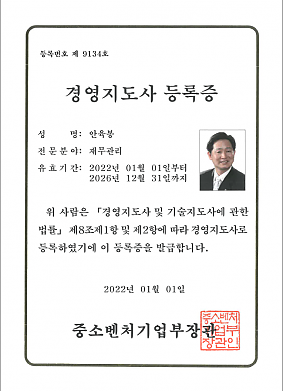 등록번호 제 9134호
경영지도사 등록증
성 명: 안육봉
전문분야: 재무관리
유효기간: 2022년 01월 01일부터
2026년 12월 31일까지
위 사람은 「경영지도사 및 기술지도사에 관한
법률」 제8조제1항 및 제2항에 따라 경영지도사로
등록하였기에 이 등록증을 발급합니다.
2022년 01월 01일
중소벤처기업부장관
중소벤처
기업부
장관인